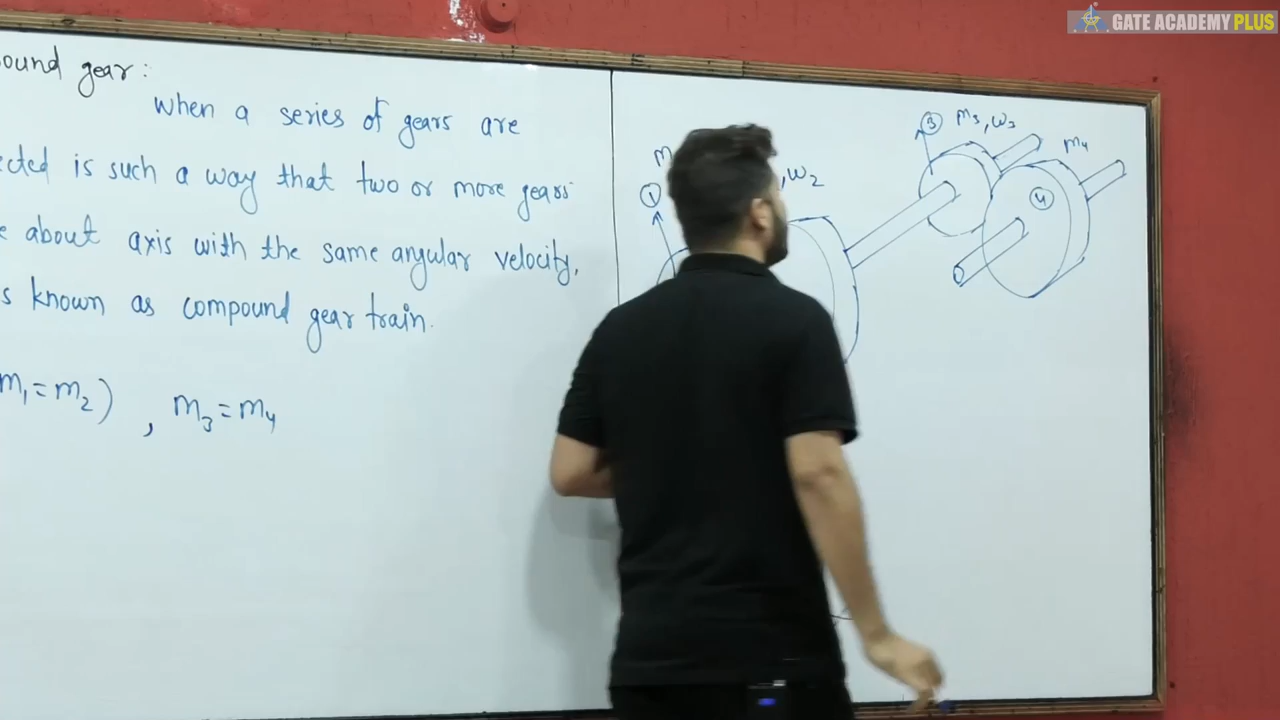 GATE ACADEMY PLUS
ound gear:
When a series of gears are
cted is such a way that two or more gears
e about axis with the same angular velocity,
s known as compound gear train.
m₁=m₂) , m₃=m₄
m
①
,ω₂
③ m₃,ω₃
m₄
④